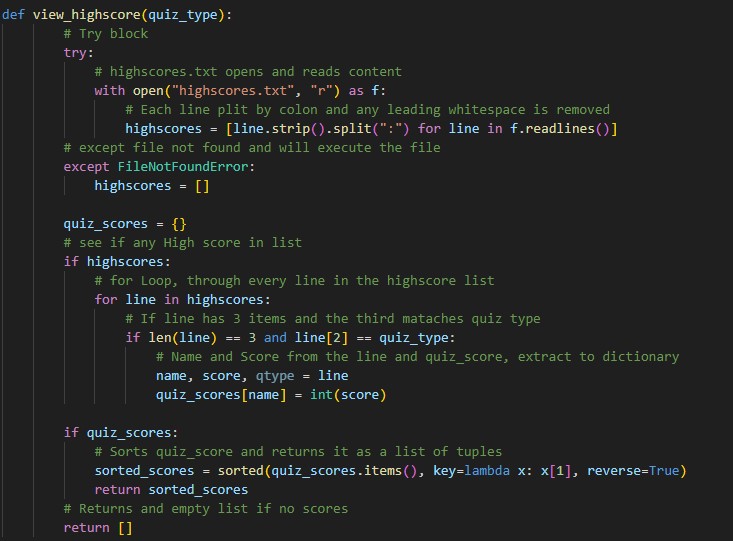 def view_highscore(quiz_type):
        # Try block
        try:
            # highscores.txt opens and reads content
            with open("highscores.txt", "r") as f:
                # Each line plit by colon and any leading whitespace is removed
                highscores = [line.strip().split(":") for line in f.readlines()]
        # except file not found and will execute the file
        except FileNotFoundError:
            highscores = []

        quiz_scores = {}
        # see if any High score in list
        if highscores:
            # for Loop, through every line in the highscore list
            for line in highscores:
                # If line has 3 items and the third mataches quiz type
                if len(line) == 3 and line[2] == quiz_type:
                    # Name and Score from the line and quiz_score, extract to dictionary
                    name, score, qtype = line
                    quiz_scores[name] = int(score)

        if quiz_scores:
            # Sorts quiz_score and returns it as a list of tuples
            sorted_scores = sorted(quiz_scores.items(), key=lambda x: x[1], reverse=True)
            return sorted_scores
        # Returns and empty list if no scores
        return []